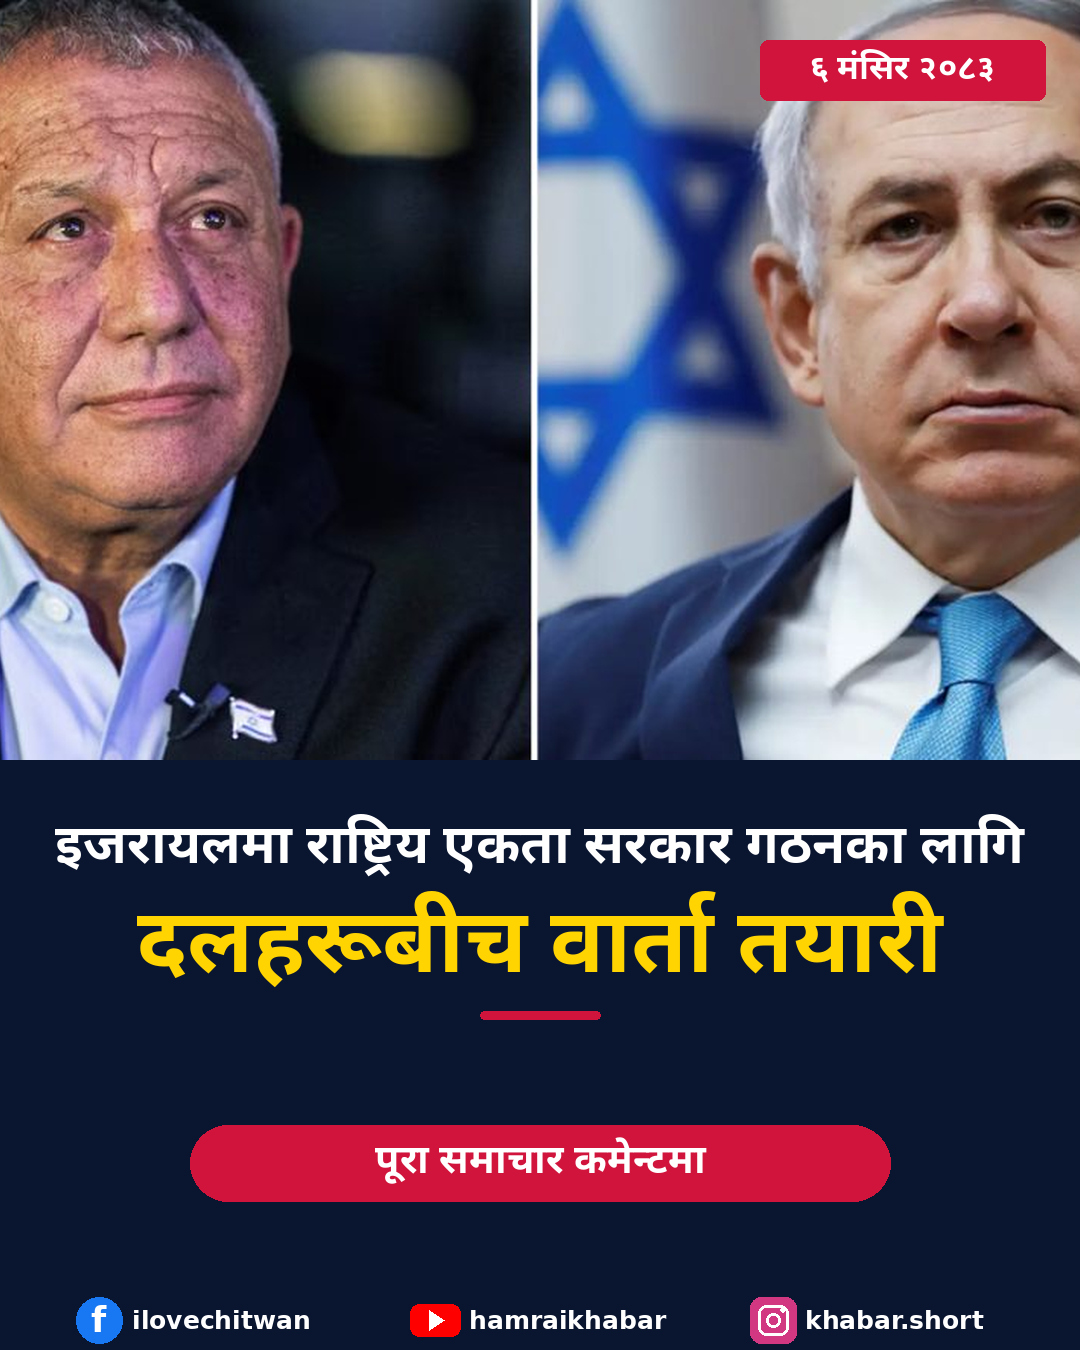 ६ मंसिर २०८३
इजरायलमा राष्ट्रिय एकता सरकार गठनका लागि
दलहरूबीच वार्ता तयारी
पूरा समाचार कमेन्टमा
f ilovechitwan hamraikhabar khabar.short